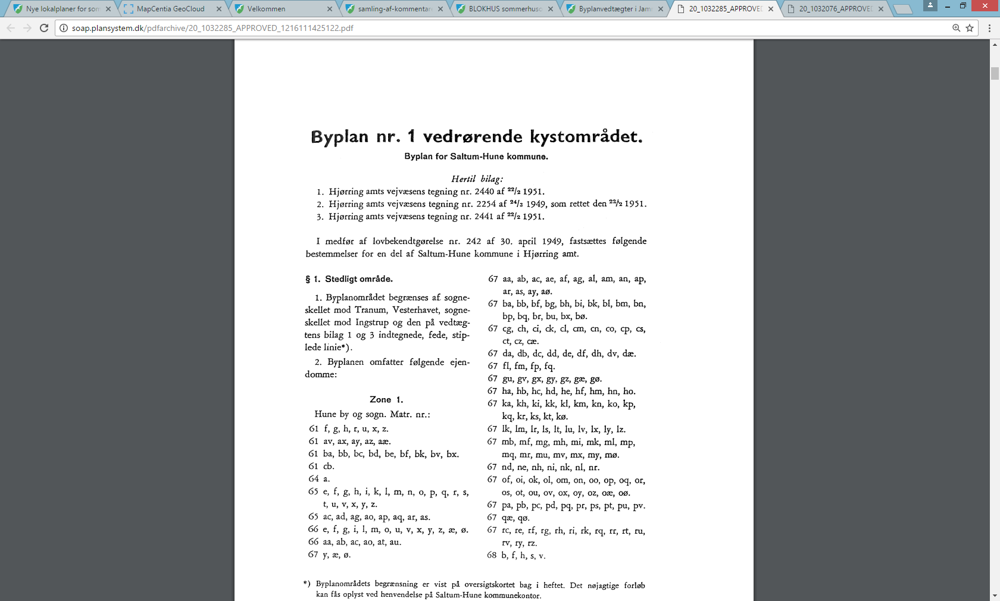 Nye lokalplaner for som
MapCentia GeoCloud
Velkommen
samling-af-kommentare
BLOKHUS sommerhuso
Byplanvedtægter i Jam
20_1032285_APPROVED
20_1032076_APPROVED
soap.plansystem.dk/pdfarchive/20_1032285_APPROVED_1216111425122.pdf
Byplan nr. 1 vedrørende kystområdet.
Byplan for Saltum-Hune kommune.
Hertil bilag:
1. Hjørring amts vejvæsens tegning nr. 2440 af 22/2 1951.
2. Hjørring amts vejvæsens tegning nr. 2254 af 24/3 1949, som rettet den 22/2 1951.
3. Hjørring amts vejvæsens tegning nr. 2441 af 22/2 1951.
I medfør af lovbekendtgørelse nr. 242 af 30. april 1949, fastsættes følgende
bestemmelser for en del af Saltum-Hune kommune i Hjørring amt.
§ 1. Stedligt område.
1. Byplanområdet begrænses af sogne-
skellet mod Tranum, Vesterhavet, sogne-
skellet mod Ingstrup og den på vedtæg-
tens bilag 1 og 3 indtegnede, fede, stip-
lede linie*).
2. Byplanen omfatter følgende ejen-
domme:
Zone 1.
Hune by og sogn. Matr. nr.:
61 f, g, h, r, u, x, z.
61 av, ax, ay, az, aæ.
61 ba, bb, bc, bd, be, bf, bk, bv, bx.
61 cb.
64 a.
65 e, f, g, h, i, k, l, m, n, o, p, q, r, s,
t, u, v, x, y, z.
65 ac, ad, ag, ao, ap, aq, ar, as.
66 e, f, g, i, l, m, o, u, v, x, y, z, æ, ø.
66 aa, ab, ac, ao, at, au.
67 y, æ, ø.
67 aa, ab, ac, ae, af, ag, al, am, an, ap,
ar, as, ay, aø.
67 ba, bb, bf, bg, bh, bi, bk, bl, bm, bn,
bp, bq, br, bu, bx, bø.
67 cg, ch, ci, ck, cl, cm, cn, co, cp, cs,
ct, cz, cæ.
67 da, db, dc, dd, de, df, dh, dv, dæ.
67 fl, fm, fp, fq.
67 gu, gv, gx, gy, gz, gæ, gø.
67 ha, hb, hc, hd, he, hf, hm, hn, ho.
67 ka, kh, ki, kk, kl, km, kn, ko, kp,
kq, kr, ks, kt, kø.
67 lk, lm, lr, ls, lt, lu, lv, lx, ly, lz.
67 mb, mf, mg, mh, mi, mk, ml, mp,
mq, mr, mu, mv, mx, my, mø.
67 nd, ne, nh, ni, nk, nl, nr.
67 of, oi, ok, ol, om, on, oo, op, oq, or,
os, ot, ou, ov, ox, oy, oz, oæ, oø.
67 pa, pb, pc, pd, pq, pr, ps, pt, pu, pv.
67 qæ, qø.
67 rc, re, rf, rg, rh, ri, rk, rq, rr, rt, ru,
rv, ry, rz.
68 b, f, h, s, v.
*) Byplanområdets begrænsning er vist på oversigtskortet bag i heftet. Det nøjagtige forløb
kan fås oplyst ved henvendelse på Saltum-Hune kommunekontor.